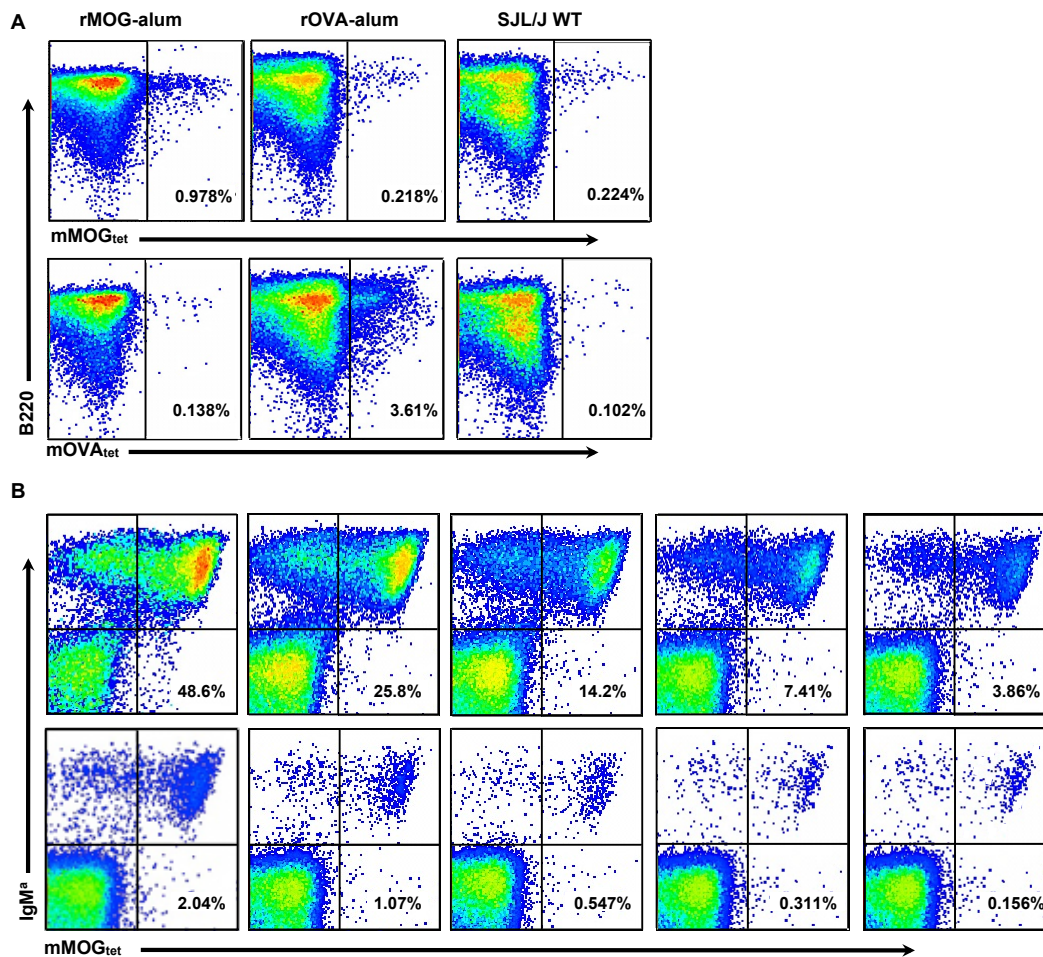 A
rMOG-alum rOVA-alum SJL/J WT
0.978% 0.218% 0.224%
mMOGtet
0.138% 3.61% 0.102%
B220
mOVAtet
B
48.6% 25.8% 14.2% 7.41% 3.86%
2.04% 1.07% 0.547% 0.311% 0.156%
IgMᵃ
mMOGtet